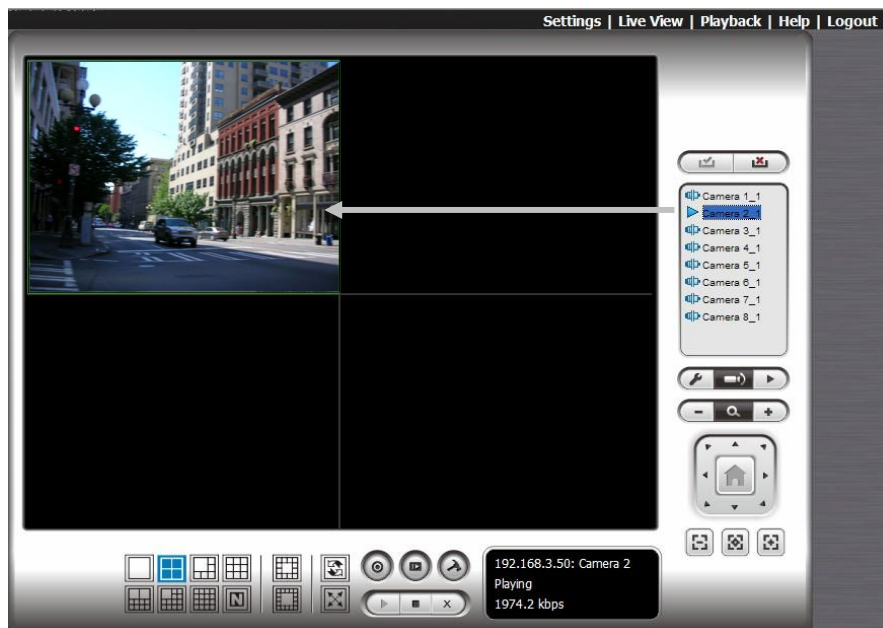 Settings | Live View | Playback | Help | Logout
Camera 1_1
Camera 2_1
Camera 3_1
Camera 4_1
Camera 5_1
Camera 6_1
Camera 7_1
Camera 8_1
N
192.168.3.50: Camera 2
Playing
1974.2 kbps